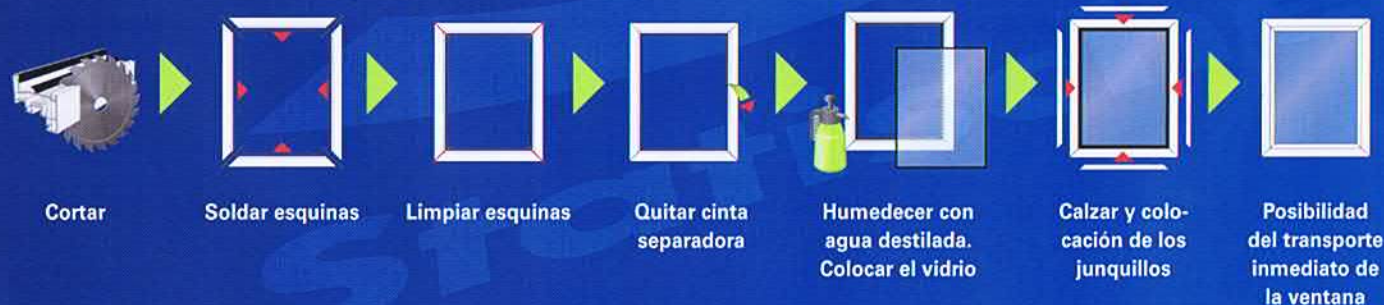 Cortar
Soldar esquinas
Limpiar esquinas
Quitar cinta
separadora
Humedecer con
agua destilada.
Colocar el vidrio
Calzar y colo-
cación de los
junquillos
Posibilidad
del transporte
inmediato de
la ventana